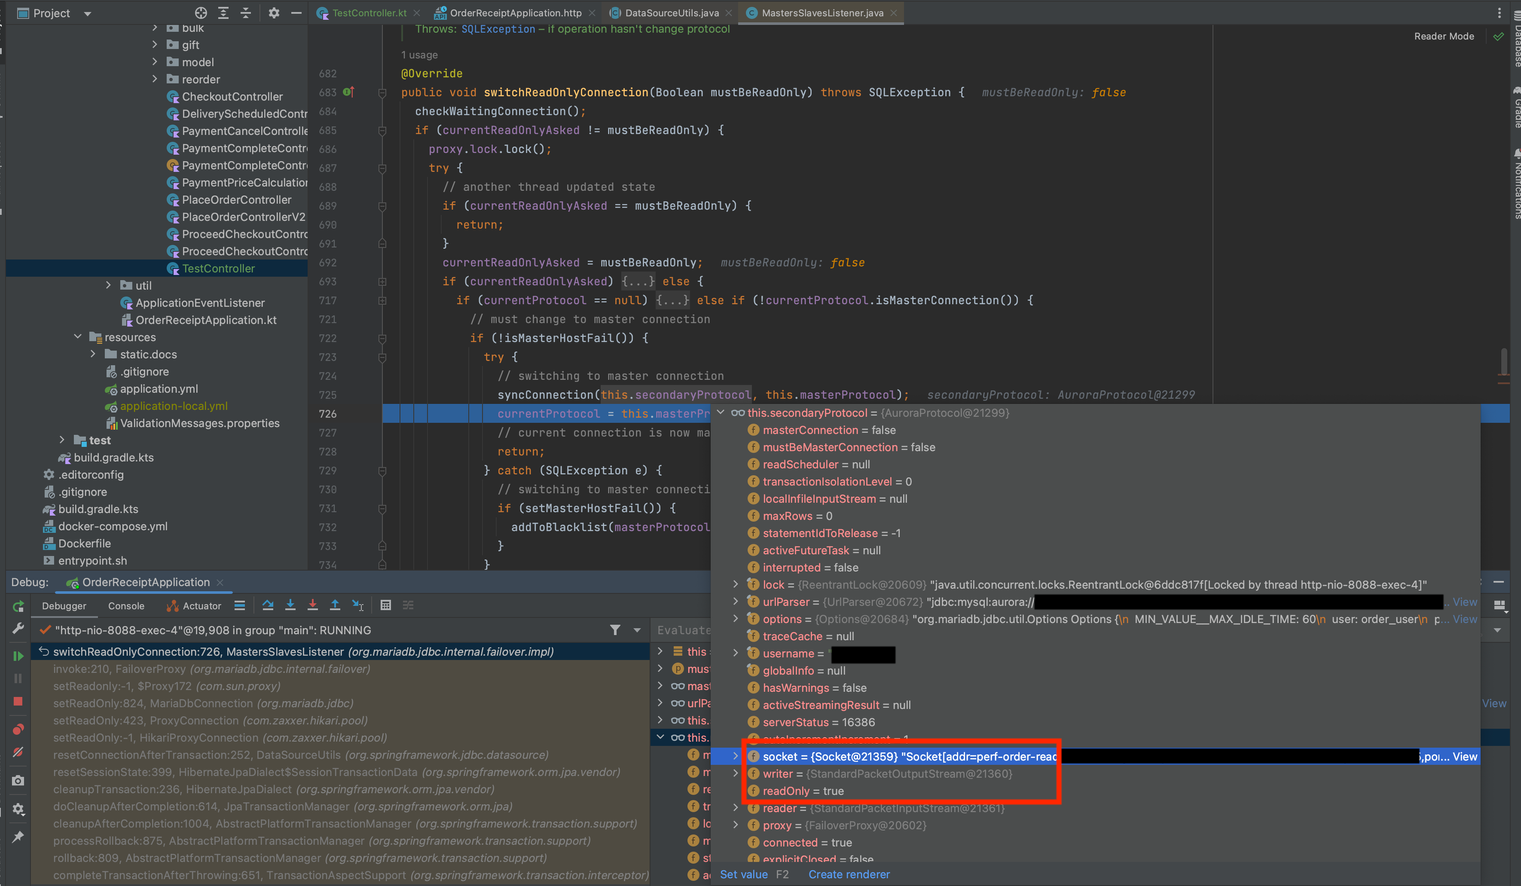 Project
TestController.kt
OrderReceiptApplication.http
DataSourceUtils.java
MastersSlavesListener.java
bulk
gift
model
reorder
CheckoutController
DeliveryScheduledContr
PaymentCancelControlle
PaymentCompleteContro
PaymentCompleteContro
PaymentPriceCalculation
PlaceOrderController
PlaceOrderControllerV2
ProceedCheckoutContro
ProceedCheckoutContro
TestController
util
ApplicationEventListener
OrderReceiptApplication.kt
resources
static.docs
.gitignore
application.yml
application-local.yml
ValidationMessages.properties
test
build.gradle.kts
.editorconfig
.gitignore
build.gradle.kts
docker-compose.yml
Dockerfile
entrypoint.sh
Throws: SQLException – if operation hasn't change protocol
Reader Mode
1 usage
682 @Override
683 public void switchReadOnlyConnection(Boolean mustBeReadOnly) throws SQLException { mustBeReadOnly: false
684 checkWaitingConnection();
685 if (currentReadOnlyAsked != mustBeReadOnly) {
686 proxy.lock.lock();
687 try {
688 // another thread updated state
689 if (currentReadOnlyAsked == mustBeReadOnly) {
690 return;
691 }
692 currentReadOnlyAsked = mustBeReadOnly; mustBeReadOnly: false
693 if (currentReadOnlyAsked) {...} else {
717 if (currentProtocol == null) {...} else if (!currentProtocol.isMasterConnection()) {
721 // must change to master connection
722 if (!isMasterHostFail()) {
723 try {
724 // switching to master connection
725 syncConnection(this.secondaryProtocol, this.masterProtocol); secondaryProtocol: AuroraProtocol@21299
726 currentProtocol = this.masterPr
727 // current connection is now ma
728 return;
729 } catch (SQLException e) {
730 // switching to master connecti
731 if (setMasterHostFail()) {
732 addToBlacklist(masterProtocol
733 }
734 }
Database
Gradle
Notifications
this.secondaryProtocol = {AuroraProtocol@21299}
masterConnection = false
mustBeMasterConnection = false
readScheduler = null
transactionIsolationLevel = 0
localInfileInputStream = null
maxRows = 0
statementIdToRelease = -1
activeFutureTask = null
interrupted = false
lock = {ReentrantLock@20609} "java.util.concurrent.locks.ReentrantLock@6ddc817f[Locked by thread http-nio-8088-exec-4]"
urlParser = {UrlParser@20672} "jdbc:mysql:aurora:// ... View
options = {Options@20684} "org.mariadb.jdbc.util.Options Options {\n MIN_VALUE__MAX_IDLE_TIME: 60\n user: order_user\n p... View
traceCache = null
username =
globalInfo = null
hasWarnings = false
activeStreamingResult = null
serverStatus = 16386
autoIncrementIncrement = 1
socket = {Socket@21359} "Socket[addr=perf-order-read 5,por... View
writer = {StandardPacketOutputStream@21360}
readOnly = true
reader = {StandardPacketInputStream@21361}
proxy = {FailoverProxy@20602}
connected = true
explicitClosed = false
Set value F2 Create renderer
Debug: OrderReceiptApplication
Debugger Console Actuator
"http-nio-8088-exec-4"@19,908 in group "main": RUNNING
switchReadOnlyConnection:726, MastersSlavesListener (org.mariadb.jdbc.internal.failover.impl)
invoke:210, FailoverProxy (org.mariadb.jdbc.internal.failover)
setReadonly:-1, $Proxy172 (com.sun.proxy)
setReadOnly:824, MariaDbConnection (org.mariadb.jdbc)
setReadOnly:423, ProxyConnection (com.zaxxer.hikari.pool)
setReadOnly:-1, HikariProxyConnection (com.zaxxer.hikari.pool)
resetConnectionAfterTransaction:252, DataSourceUtils (org.springframework.jdbc.datasource)
resetSessionState:399, HibernateJpaDialect$SessionTransactionData (org.springframework.orm.jpa.vendor)
cleanupTransaction:236, HibernateJpaDialect (org.springframework.orm.jpa.vendor)
doCleanupAfterCompletion:614, JpaTransactionManager (org.springframework.orm.jpa)
cleanupAfterCompletion:1004, AbstractPlatformTransactionManager (org.springframework.transaction.support)
processRollback:875, AbstractPlatformTransactionManager (org.springframework.transaction.support)
rollback:809, AbstractPlatformTransactionManager (org.springframework.transaction.support)
completeTransactionAfterThrowing:651, TransactionAspectSupport (org.springframework.transaction.interceptor)
Evaluate
this =
must
mast
urlPa
View
this.
this.
m
m
re
tr
lo
m
st
ac